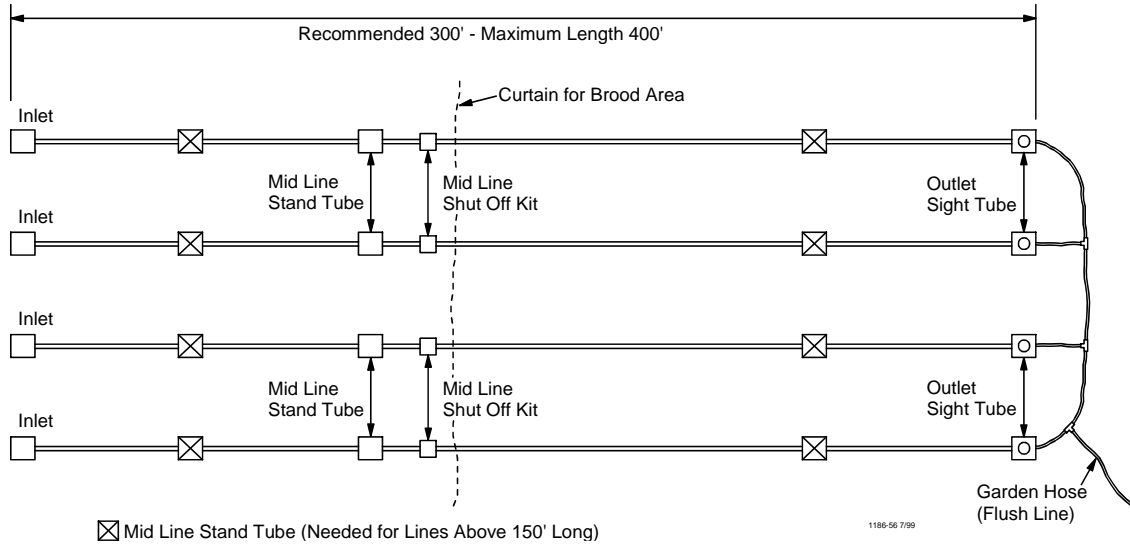 Recommended 300' - Maximum Length 400'
Curtain for Brood Area
Inlet
Mid Line
Stand Tube
Mid Line
Shut Off Kit
Outlet
Sight Tube
Inlet
Inlet
Mid Line
Stand Tube
Mid Line
Shut Off Kit
Outlet
Sight Tube
Inlet
Garden Hose
(Flush Line)
Mid Line Stand Tube (Needed for Lines Above 150' Long)
1186-56 7/99